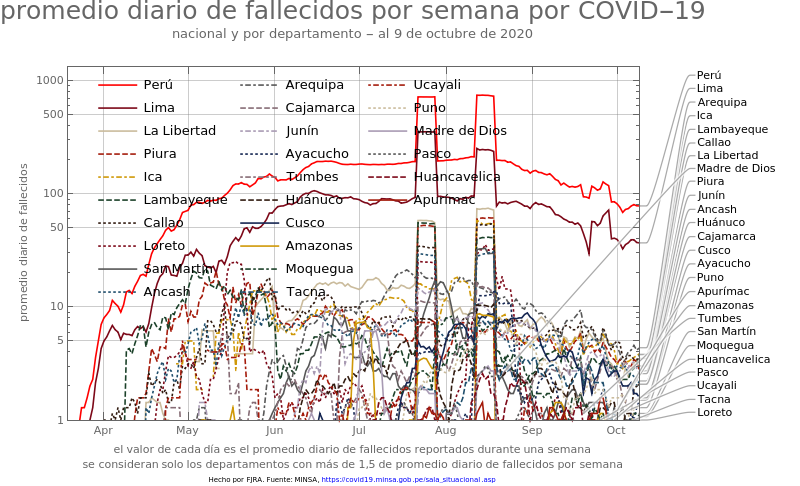 promedio diario de fallecidos por semana por COVID−19
nacional y por departamento − al 9 de octubre de 2020
promedio diario de fallecidos
1000
500
100
50
10
5
1
Perú
Lima
La Libertad
Piura
Ica
Lambayeque
Callao
Loreto
San Martín
Ancash
Arequipa
Cajamarca
Junín
Ayacucho
Tumbes
Huánuco
Cusco
Amazonas
Moquegua
Tacna
Ucayali
Puno
Madre de Dios
Pasco
Huancavelica
Apurímac
Perú
Lima
Arequipa
Ica
Lambayeque
Callao
La Libertad
Madre de Dios
Piura
Junín
Ancash
Huánuco
Cajamarca
Cusco
Ayacucho
Puno
Apurímac
Amazonas
Tumbes
San Martín
Moquegua
Huancavelica
Pasco
Ucayali
Tacna
Loreto
Apr May Jun Jul Aug Sep Oct
el valor de cada día es el promedio diario de fallecidos reportados durante una semana
se consideran solo los departamentos con más de 1,5 de promedio diario de fallecidos por semana
Hecho por FJRA. Fuente: MINSA, https://covid19.minsa.gob.pe/sala_situacional.asp